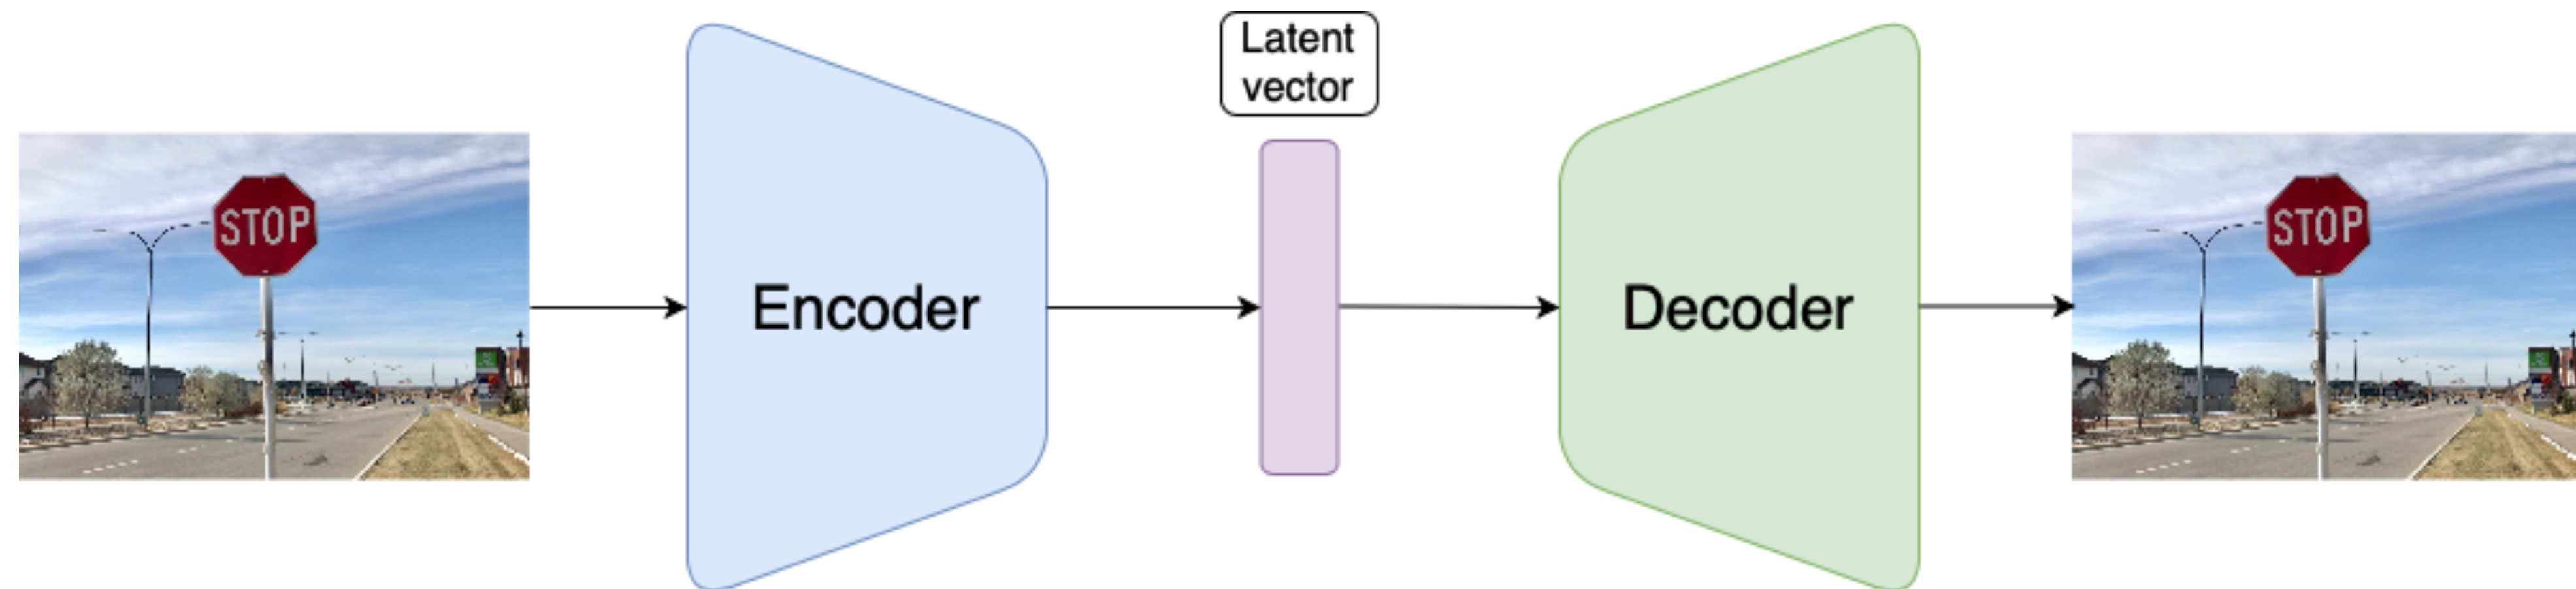 Latent
vector
STOP
Encoder
Decoder
STOP